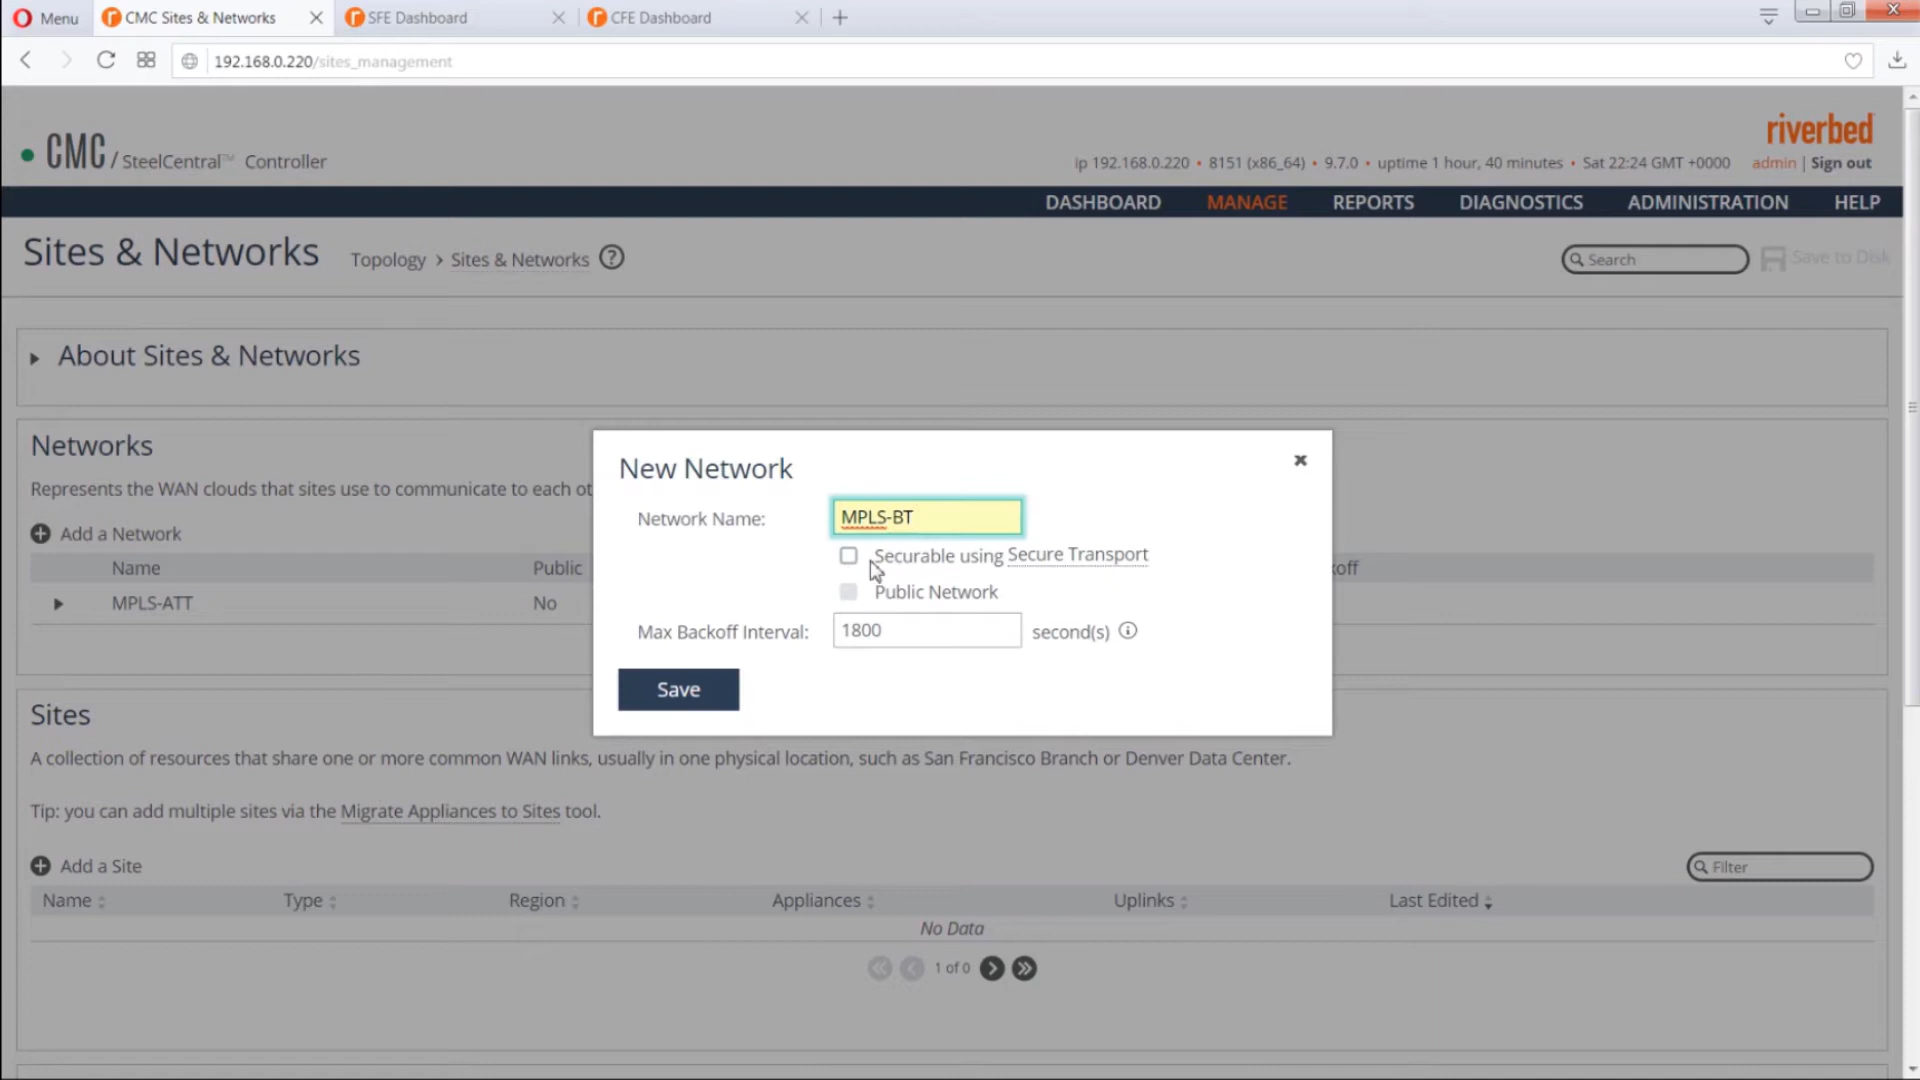 Menu
CMC Sites & Networks
SFE Dashboard
CFE Dashboard
192.168.0.220/sites_management
riverbed
CMC / SteelCentral™ Controller
ip 192.168.0.220 • 8151 (x86_64) • 9.7.0 • uptime 1 hour, 40 minutes • Sat 22:24 GMT +0000 admin | Sign out
DASHBOARD MANAGE REPORTS DIAGNOSTICS ADMINISTRATION HELP
Sites & Networks
Topology › Sites & Networks ?
Search
Save to Disk
About Sites & Networks
Networks
Represents the WAN clouds that sites use to communicate to each ot
Add a Network
Name Public koff
MPLS-ATT No
New Network
Network Name: MPLS-BT
Securable using Secure Transport
Public Network
Max Backoff Interval: 1800 second(s)
Save
Sites
A collection of resources that share one or more common WAN links, usually in one physical location, such as San Francisco Branch or Denver Data Center.
Tip: you can add multiple sites via the Migrate Appliances to Sites tool.
Add a Site
Filter
Name Type Region Appliances Uplinks Last Edited
No Data
1 of 0